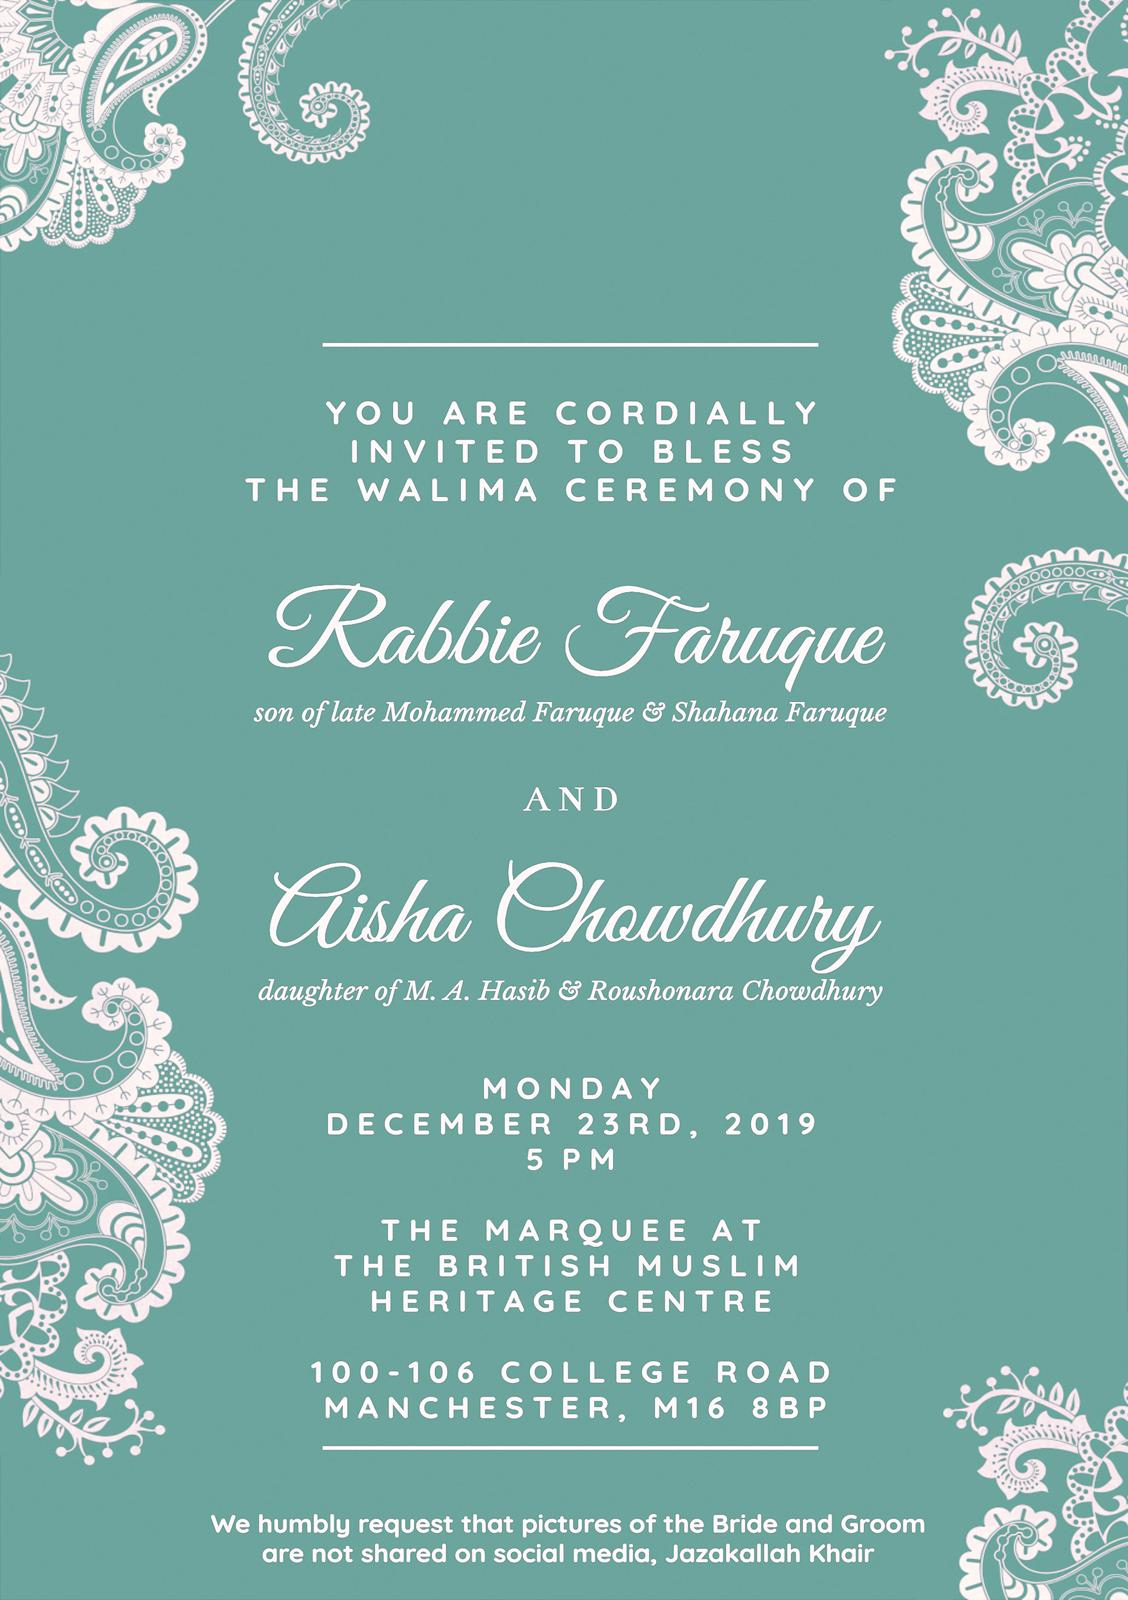 YOU ARE CORDIALLY
INVITED TO BLESS
THE WALIMA CEREMONY OF
Rabbie Faruque
son of late Mohammed Faruque & Shahana Faruque
AND
Aisha Chowdhury
daughter of M. A. Hasib & Roushonara Chowdhury
MONDAY
DECEMBER 23RD, 2019
5 PM
THE MARQUEE AT
THE BRITISH MUSLIM
HERITAGE CENTRE
100-106 COLLEGE ROAD
MANCHESTER, M16 8BP
We humbly request that pictures of the Bride and Groom
are not shared on social media, Jazakallah Khair